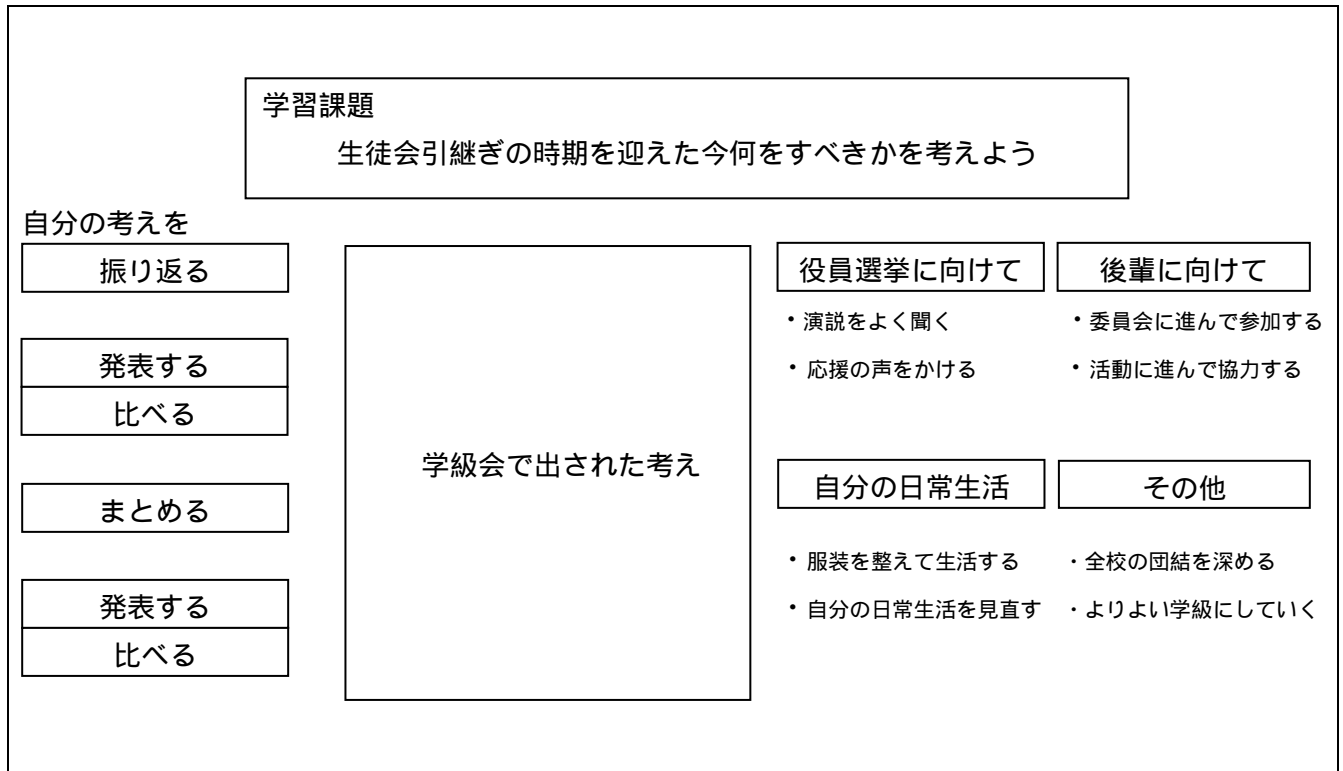 学習課題
生徒会引継ぎの時期を迎えた今何をすべきかを考えよう
自分の考えを
振り返る
発表する
比べる
まとめる
発表する
比べる
学級会で出された考え
役員選挙に向けて
・演説をよく聞く
・応援の声をかける
後輩に向けて
・委員会に進んで参加する
・活動に進んで協力する
自分の日常生活
・服装を整えて生活する
・自分の日常生活を見直す
その他
・全校の団結を深める
・よりよい学級にしていく